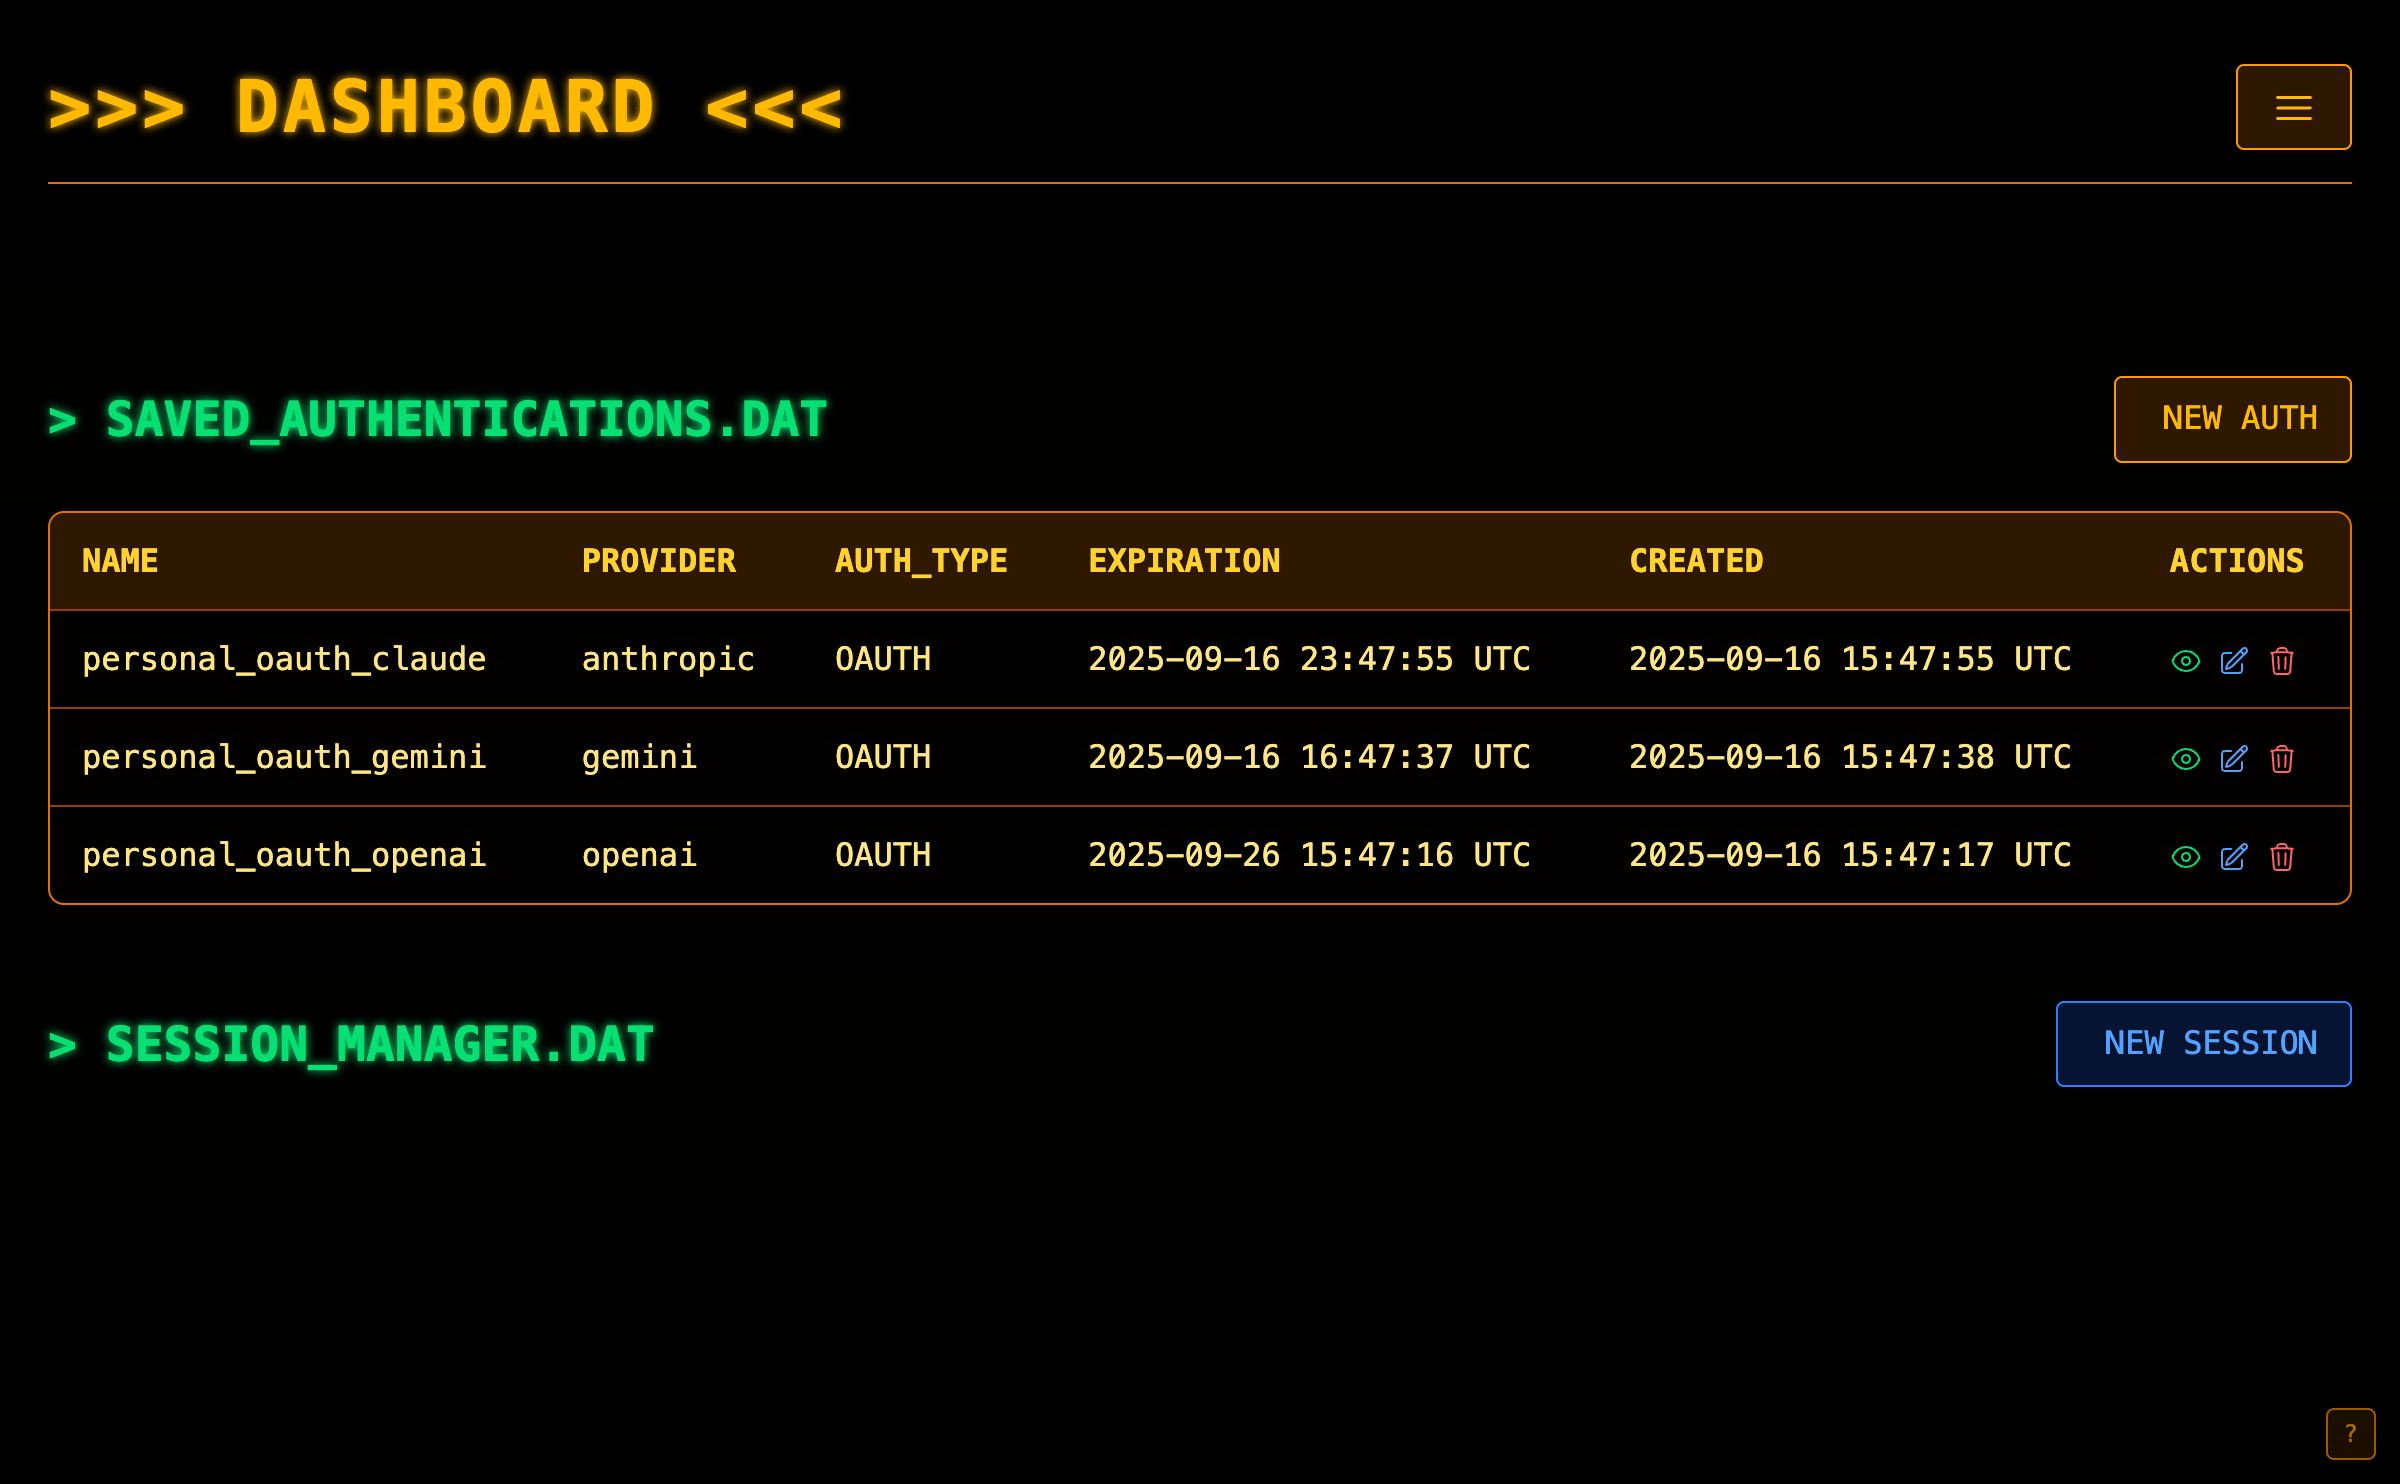 >>> DASHBOARD <<<
> SAVED_AUTHENTICATIONS.DAT
NEW AUTH
NAME PROVIDER AUTH_TYPE EXPIRATION CREATED ACTIONS
personal_oauth_claude anthropic OAUTH 2025-09-16 23:47:55 UTC 2025-09-16 15:47:55 UTC
personal_oauth_gemini gemini OAUTH 2025-09-16 16:47:37 UTC 2025-09-16 15:47:38 UTC
personal_oauth_openai openai OAUTH 2025-09-26 15:47:16 UTC 2025-09-16 15:47:17 UTC
> SESSION_MANAGER.DAT
NEW SESSION
?